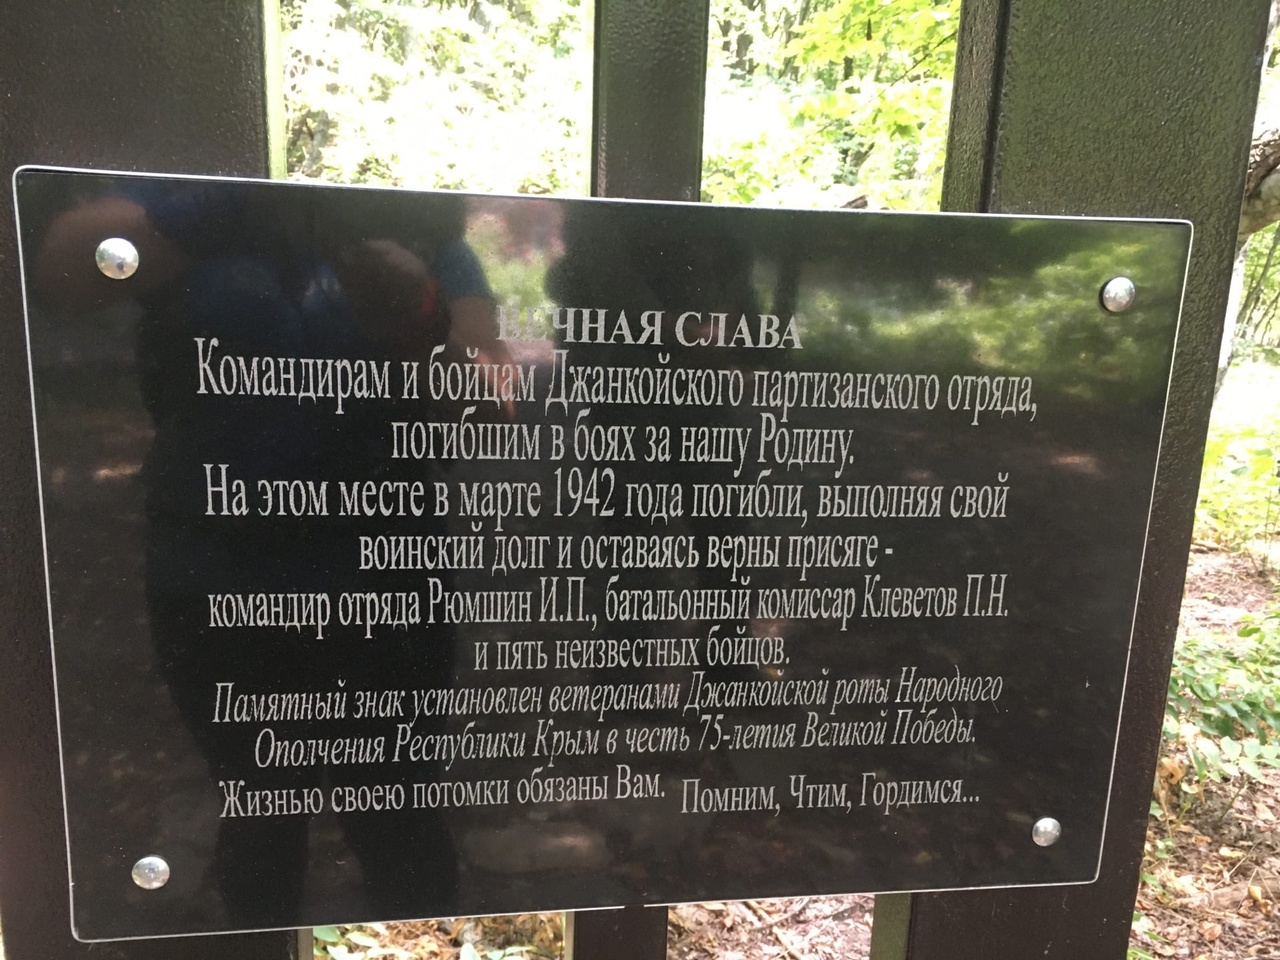 ВЕЧНАЯ СЛАВА
Командирам и бойцам Джанкойского партизанского отряда,
погибшим в боях за нашу Родину.
На этом месте в марте 1942 года погибли, выполняя свой
воинский долг и оставаясь верны присяге -
командир отряда Рюмшин И.П., батальонный комиссар Клеветов П.Н.
и пять неизвестных бойцов.
Памятный знак установлен ветеранами Джанкойской роты Народного
Ополчения Республики Крым в честь 75-летия Великой Победы.
Жизнью своею потомки обязаны Вам. Помним, Чтим, Гордимся...